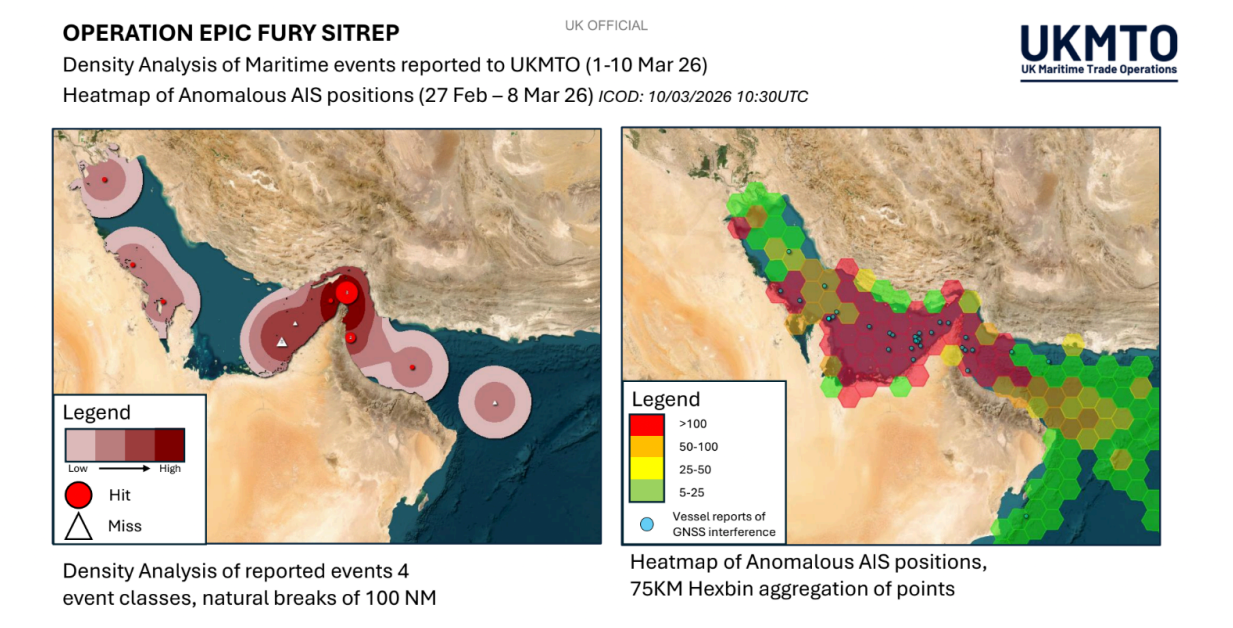 UK OFFICIAL
OPERATION EPIC FURY SITREP
Density Analysis of Maritime events reported to UKMTO (1-10 Mar 26)
Heatmap of Anomalous AIS positions (27 Feb – 8 Mar 26) ICOD: 10/03/2026 10:30UTC
UKMTO
UK Maritime Trade Operations
Legend
Low
High
Hit
Miss
Density Analysis of reported events 4
event classes, natural breaks of 100 NM
Legend
>100
50-100
25-50
5-25
Vessel reports of
GNSS interference
Heatmap of Anomalous AIS positions,
75KM Hexbin aggregation of points